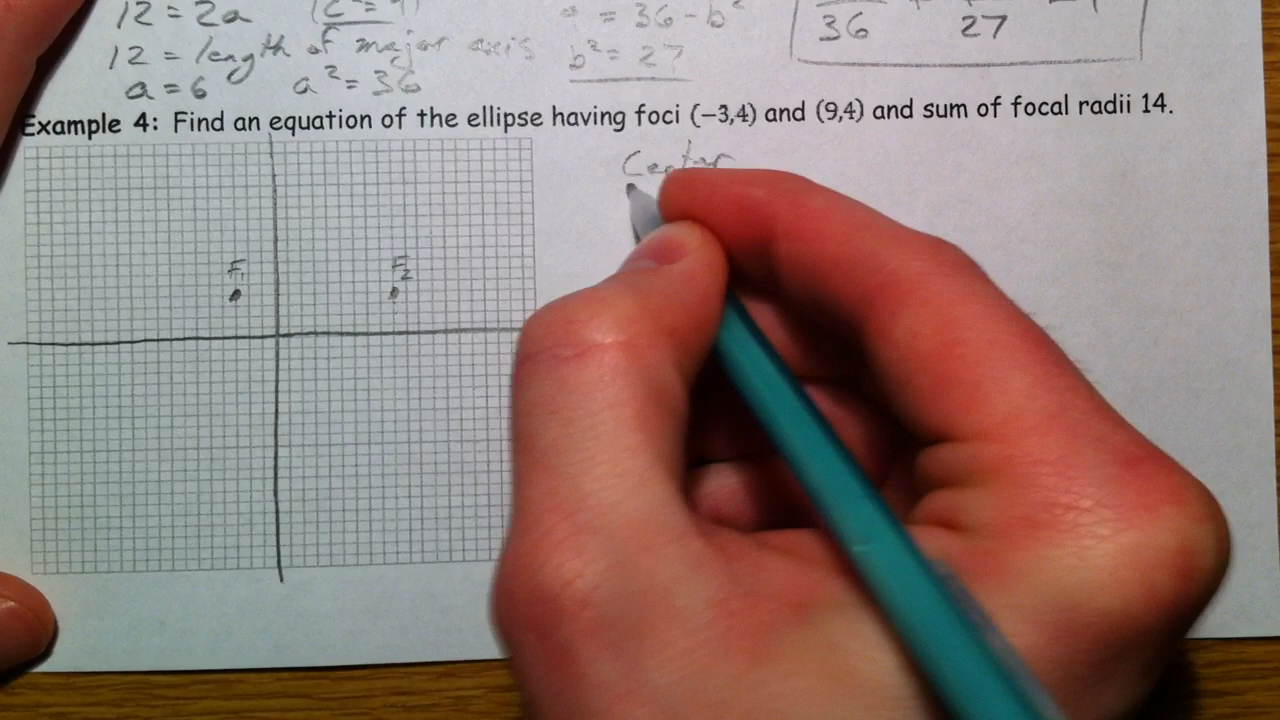 12 = 2a
12 = length of major axis
a = 6 a² = 36
= 36 - b²
b² = 27
36 27
Example 4: Find an equation of the ellipse having foci (−3,4) and (9,4) and sum of focal radii 14.
Center
F₁
F₂